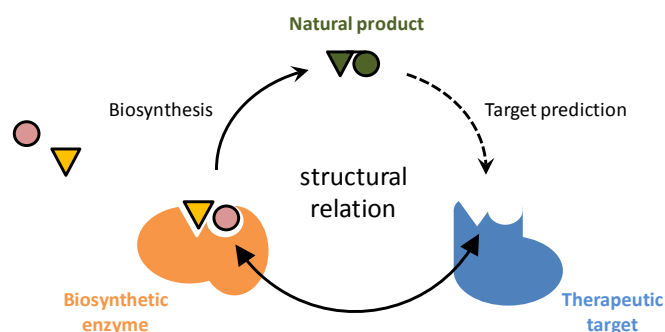 Natural product
Biosynthesis
Target prediction
structural
relation
Biosynthetic
enzyme
Therapeutic
target